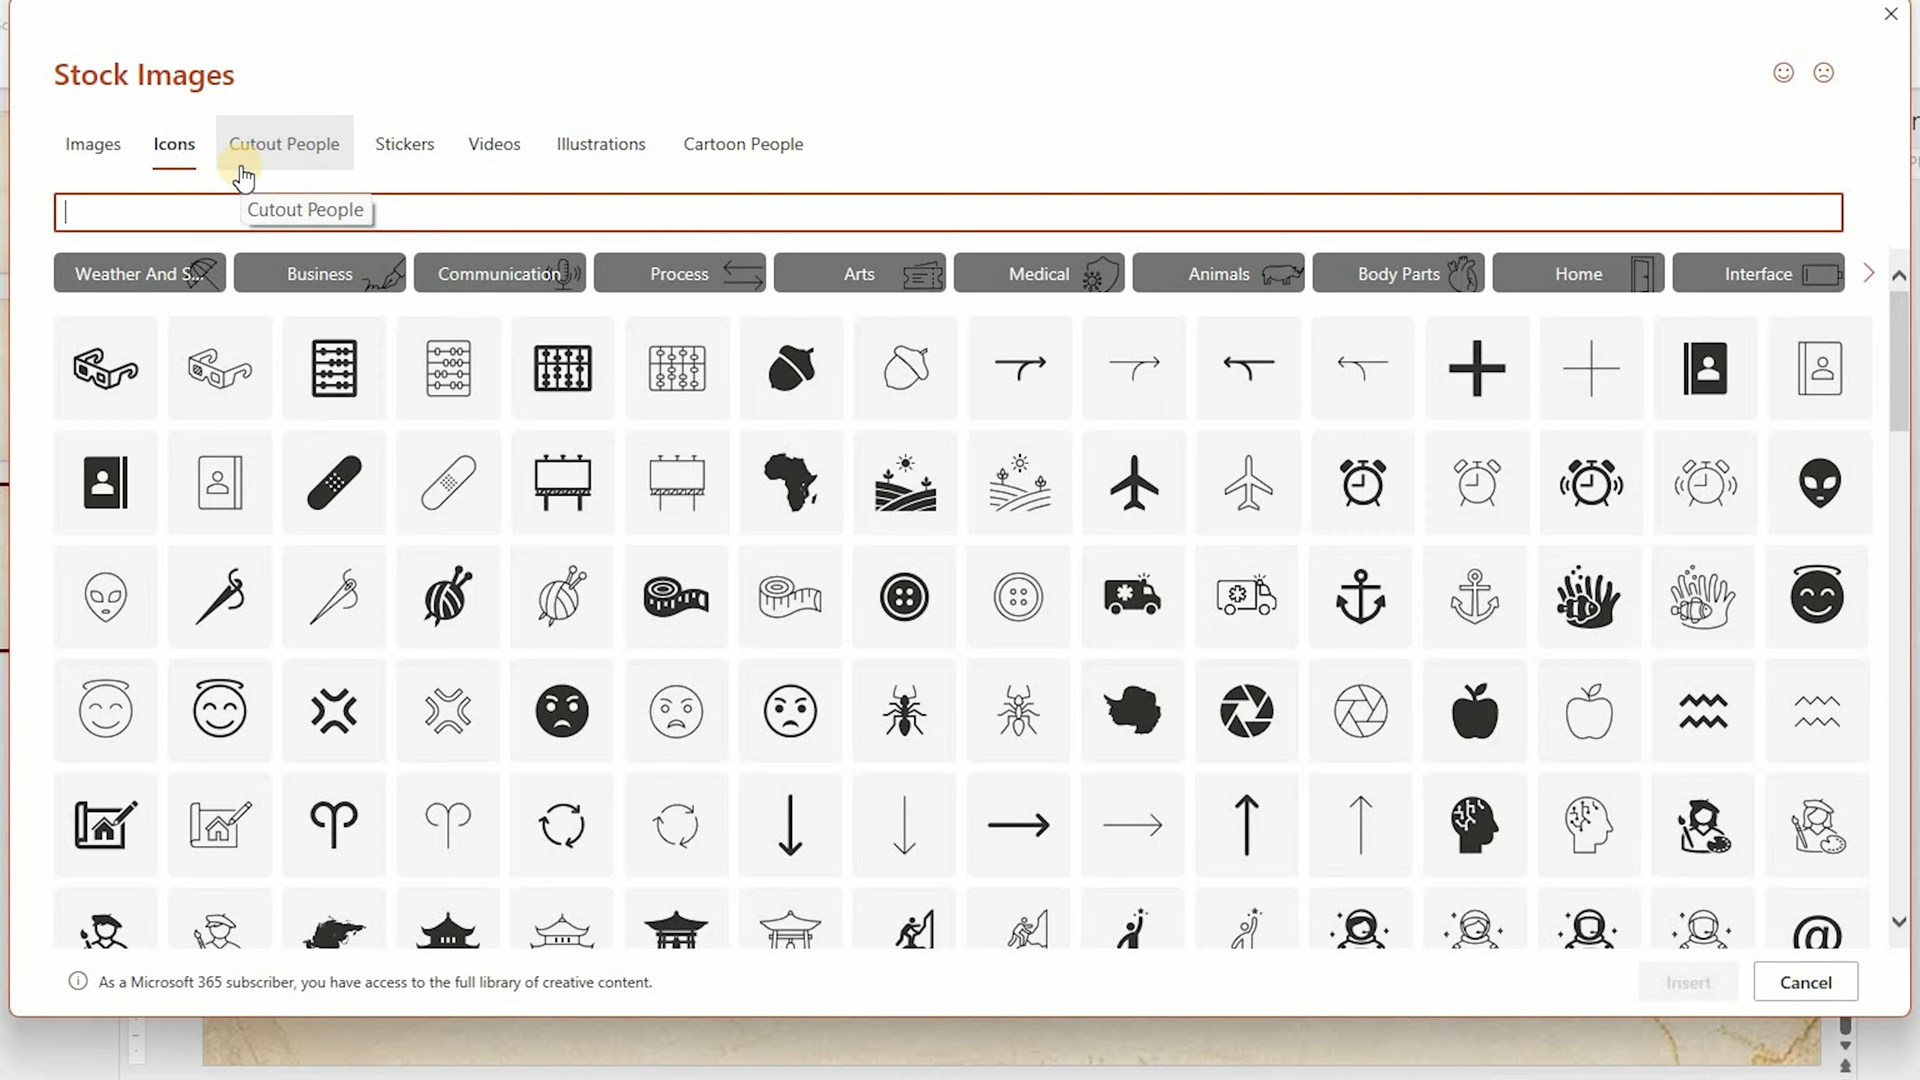 Stock Images
Images
Icons
Cutout People
Stickers
Videos
Illustrations
Cartoon People
Cutout People
Weather And S...
Business
Communication
Process
Arts
Medical
Animals
Body Parts
Home
Interface
@
As a Microsoft 365 subscriber, you have access to the full library of creative content.
Insert
Cancel